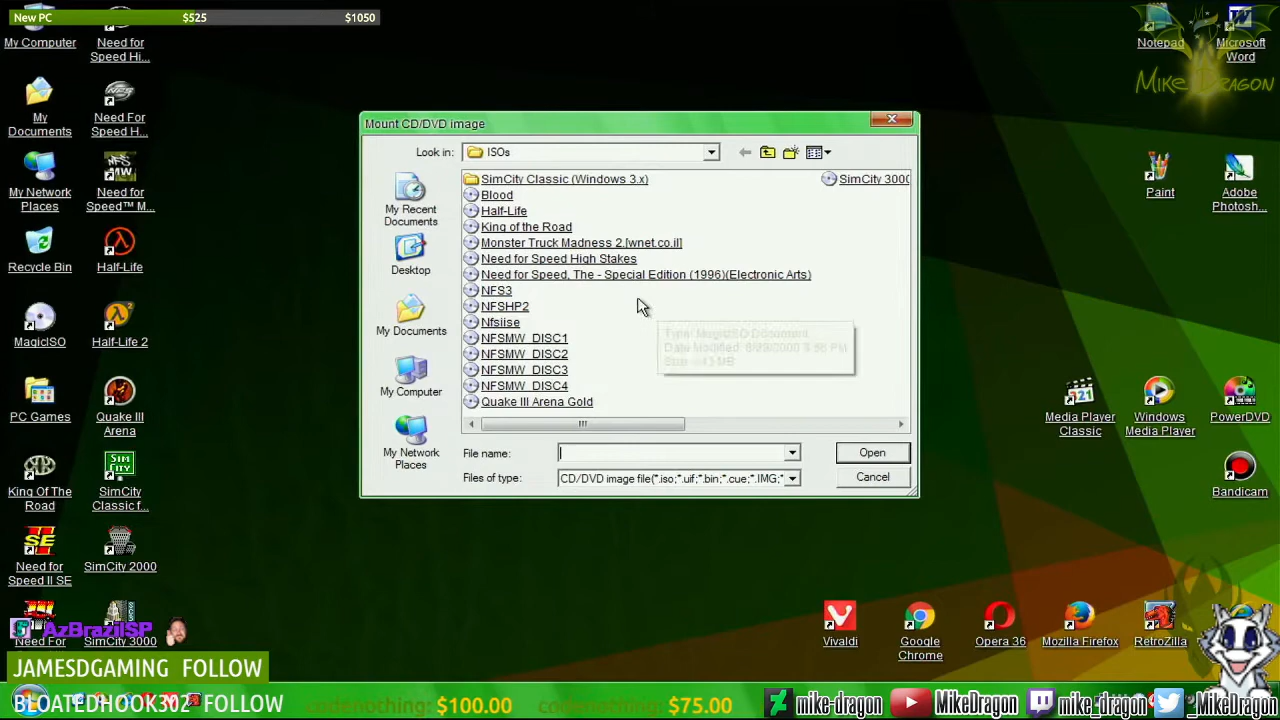 New PC $525 $1050
My Computer
Need for Speed Hi...
My Documents
Need For Speed H...
My Network Places
Need for Speed™ M...
Recycle Bin
Half-Life
MagicISO
Half-Life 2
PC Games
Quake III Arena
King Of The Road
SimCity Classic f...
Need for Speed II SE
SimCity 2000
Need For
SimCity 3000
Notepad
Microsoft Word
MIKE DRAGON
Paint
Adobe Photosh...
Mount CD/DVD image
Look in: ISOs
My Recent Documents
Desktop
My Documents
My Computer
My Network Places
SimCity Classic (Windows 3.x)
Blood
Half-Life
King of the Road
Monster Truck Madness 2.[wnet.co.il]
Need for Speed High Stakes
Need for Speed, The - Special Edition (1996)(Electronic Arts)
NFS3
NFSHP2
Nfsiise
NFSMW_DISC1
NFSMW_DISC2
NFSMW_DISC3
NFSMW_DISC4
Quake III Arena Gold
SimCity 3000
Type: MagicISO Document
File name:
Open
Files of type: CD/DVD image file(*.iso;*.uif;*.bin;*.cue;*.IMG;*
Cancel
Media Player Classic
Windows Media Player
PowerDVD
Bandicam
Vivaldi
Google Chrome
Opera 36
Mozilla Firefox
RetroZilla
AzBrazilSP
JAMESDGAMING FOLLOW
BLOATEDHOOK302 FOLLOW
codenothing: $100.00 codenothing: $75.00
mike-dragon MikeDragon mike_dragon_ MikeDragon_